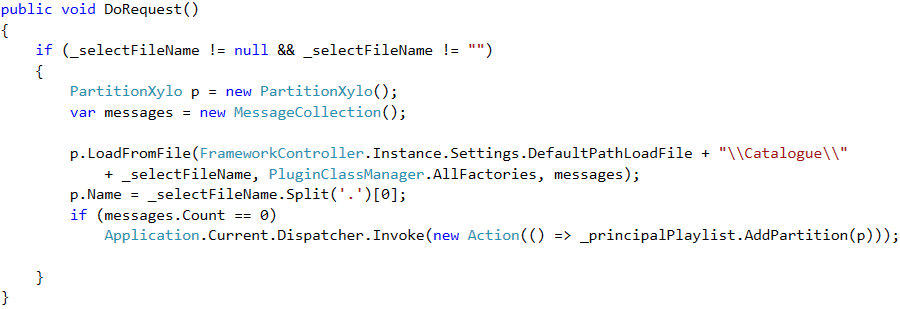 public void DoRequest()
{
    if (_selectFileName != null && _selectFileName != "")
    {
        PartitionXylo p = new PartitionXylo();
        var messages = new MessageCollection();

        p.LoadFromFile(FrameworkController.Instance.Settings.DefaultPathLoadFile + "\\Catalogue\\"
            + _selectFileName, PluginClassManager.AllFactories, messages);
        p.Name = _selectFileName.Split('.')[0];
        if (messages.Count == 0)
            Application.Current.Dispatcher.Invoke(new Action(() => _principalPlaylist.AddPartition(p)));

    }
}